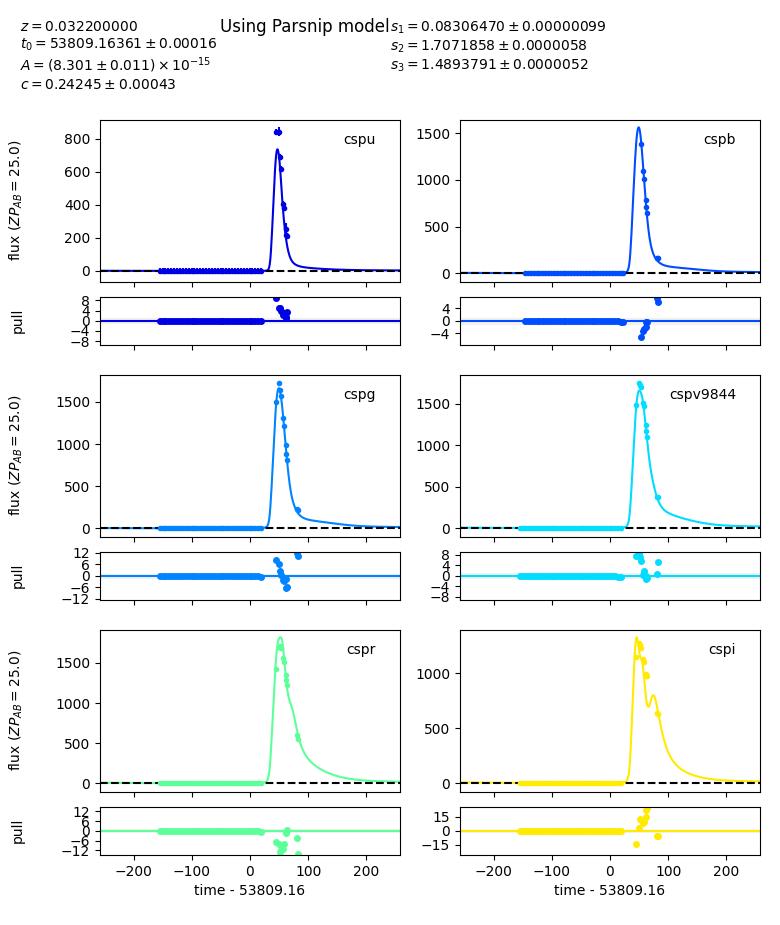 z = 0.032200000
Using Parsnip model
s₁ = 0.08306470 ± 0.00000099
t₀ = 53809.16361 ± 0.00016
s₂ = 1.7071858 ± 0.0000058
A = (8.301 ± 0.011) × 10⁻¹⁵
s₃ = 1.4893791 ± 0.0000052
c = 0.24245 ± 0.00043
flux (ZP_AB = 25.0)
800
600
400
200
0
cspu
1500
1000
500
0
cspb
pull
8
4
0
−4
−8
4
0
−4
flux (ZP_AB = 25.0)
1500
1000
500
0
cspg
1500
1000
500
0
cspv9844
pull
12
6
0
−6
−12
8
4
0
−4
−8
flux (ZP_AB = 25.0)
1500
1000
500
0
cspr
1000
500
0
cspi
pull
12
6
0
−6
−12
15
0
−15
−200 −100 0 100 200
−200 −100 0 100 200
time - 53809.16
time - 53809.16